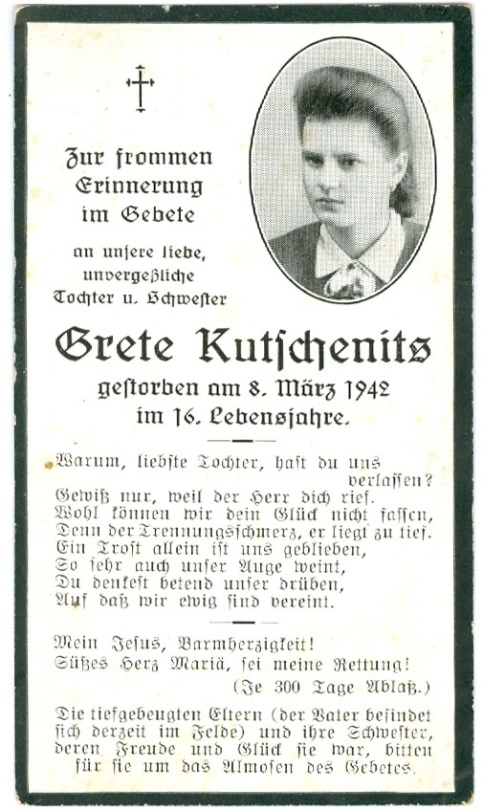 Zur frommen
Erinnerung
im Gebete
an unsere liebe,
unvergeßliche
Tochter u. Schwester
Grete Kutschenits
gestorben am 8. März 1942
im 16. Lebensjahre.
Warum, liebste Tochter, hast du uns
verlassen?
Gewiß nur, weil der Herr dich rief.
Wohl können wir dein Glück nicht fassen,
Denn der Trennungsschmerz, er liegt zu tief.
Ein Trost allein ist uns geblieben,
So sehr auch unser Auge weint,
Du denkest betend unser drüben,
Auf daß wir ewig sind vereint.
Mein Jesus, Barmherzigkeit!
Süßes Herz Mariä, sei meine Rettung!
(Je 300 Tage Ablaß.)
Die tiefgebeugten Eltern (der Vater befindet
sich derzeit im Felde) und ihre Schwester,
deren Freude und Glück sie war, bitten
für sie um das Almosen des Gebetes.